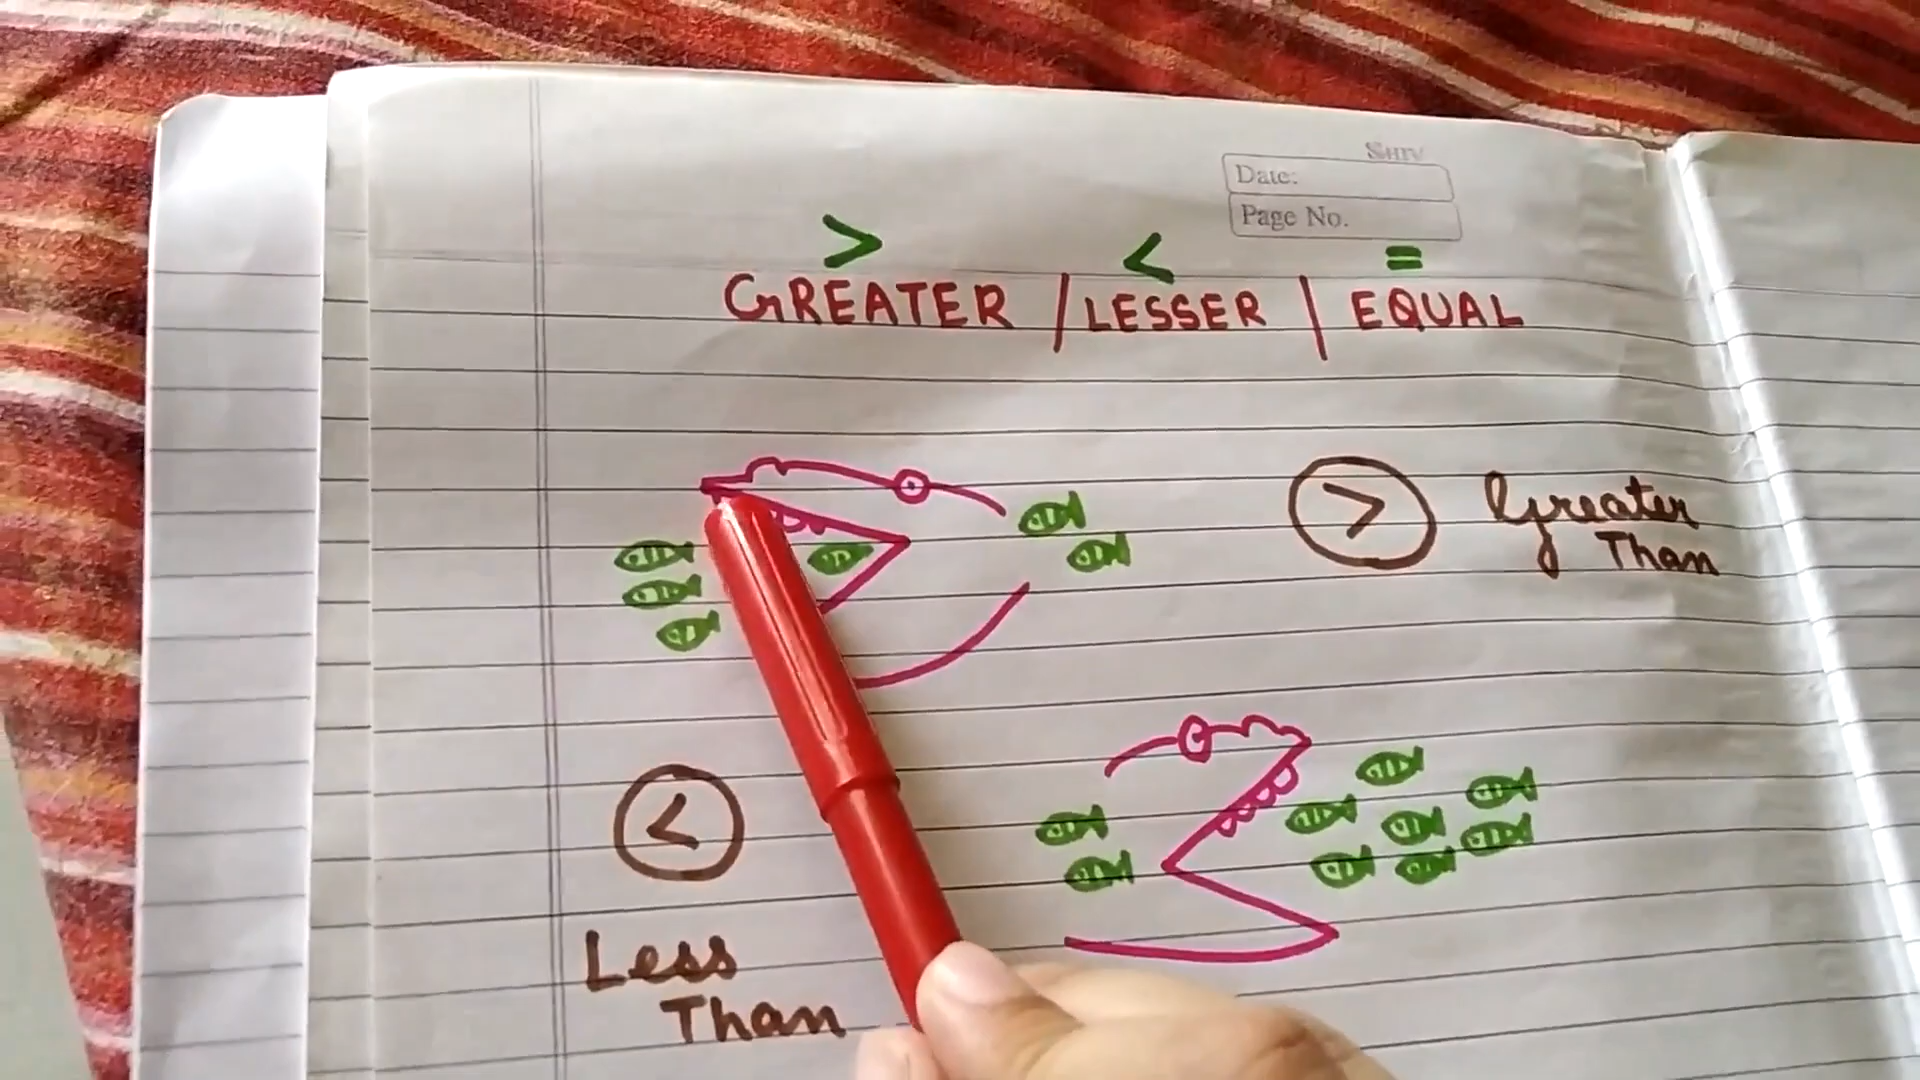 SHIV
Date:
Page No.
> < =
GREATER / LESSER | EQUAL
> Greater
Than
<
Less
Than